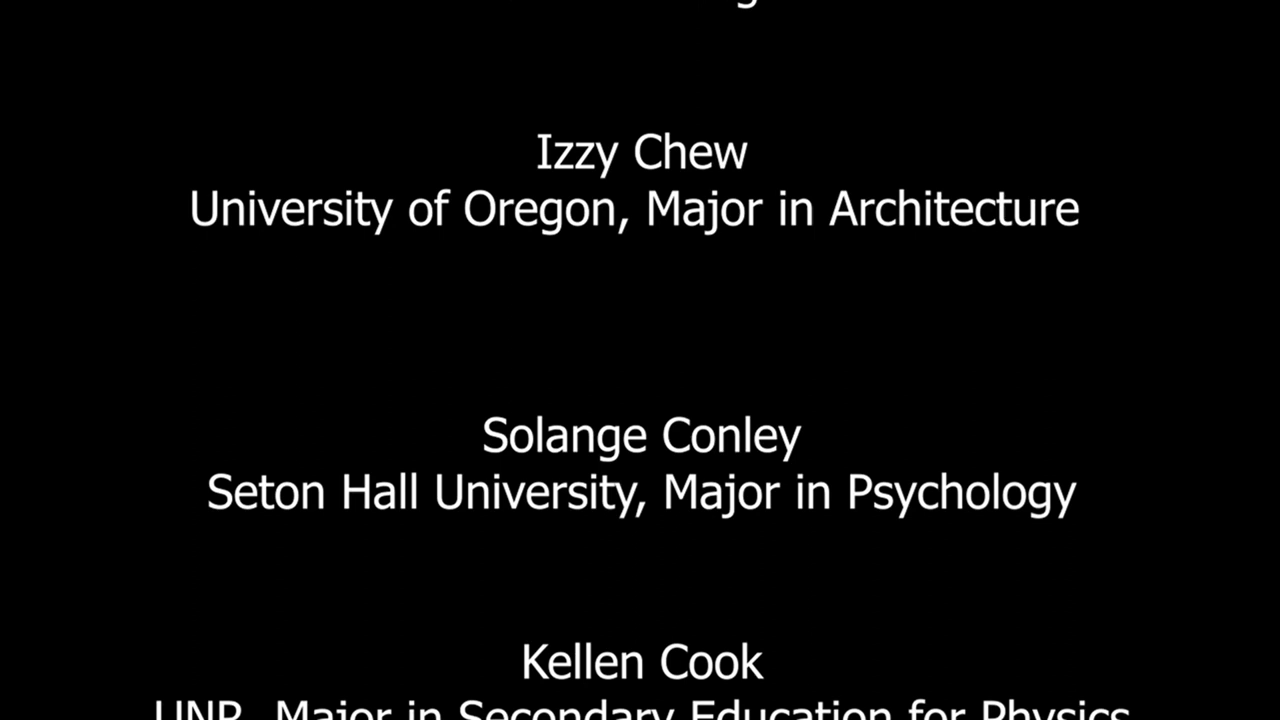 Izzy Chew
University of Oregon, Major in Architecture
Solange Conley
Seton Hall University, Major in Psychology
Kellen Cook
UNR, Major in Secondary Education for Physics